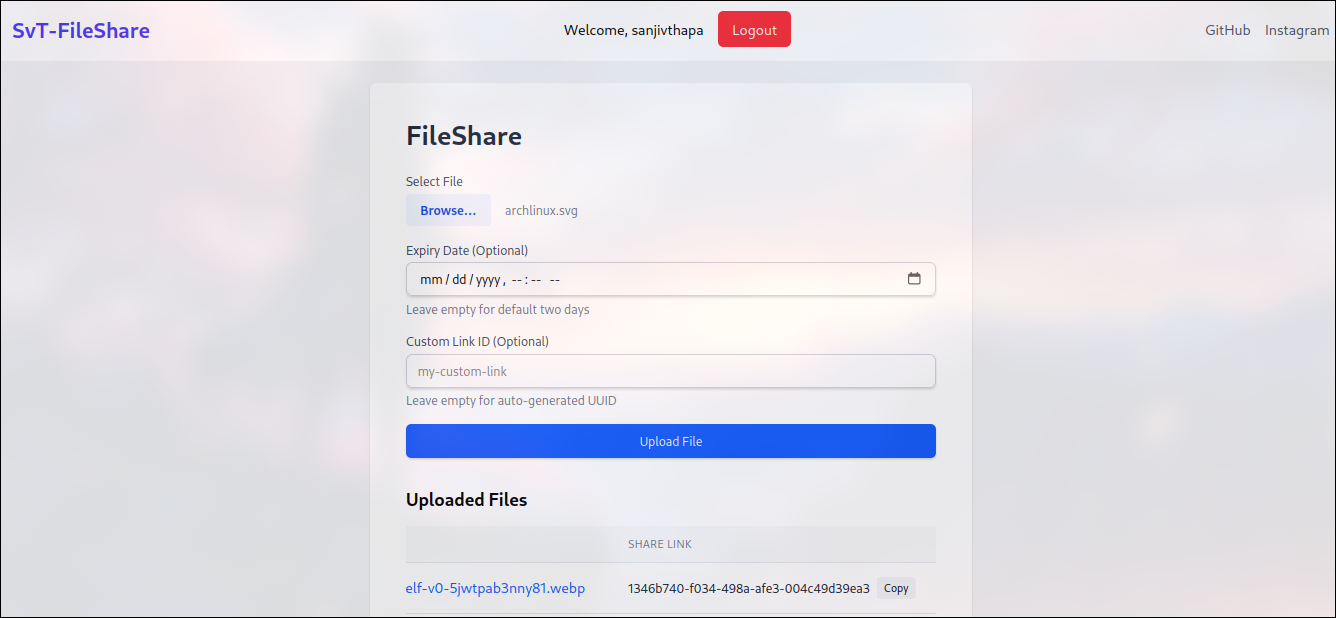 SvT-FileShare
Welcome, sanjivthapa
Logout
GitHub
Instagram
FileShare
Select File
Browse...
archlinux.svg
Expiry Date (Optional)
mm / dd / yyyy, -- : -- --
Leave empty for default two days
Custom Link ID (Optional)
my-custom-link
Leave empty for auto-generated UUID
Upload File
Uploaded Files
SHARE LINK
elf-v0-5jwtpab3nny81.webp
1346b740-f034-498a-afe3-004c49d39ea3
Copy